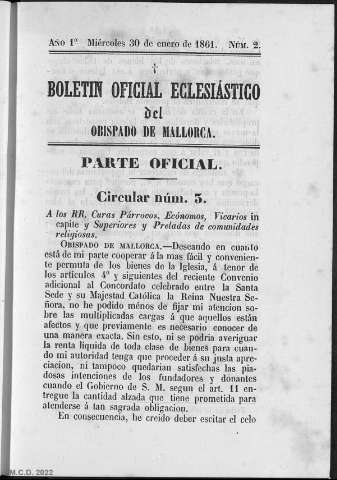 Año 1º Miércoles 30 de enero de 1861. Núm. 2.
BOLETIN OFICIAL ECLESIÁSTICO
del
OBISPADO DE MALLORCA.
PARTE OFICIAL.
Circular núm. 3.
A los RR. Curas Párrocos, Ecónomos, Vicarios in
capite y Superiores y Preladas de comunidades
religiosas.
OBISPADO DE MALLORCA.—Deseando en cuanto
está de mi parte cooperar á la mas fácil y conveniente
permuta de los bienes de la Iglesia, á tenor de
los artículos 4º y siguientes del reciente Convenio
adicional al Concordato celebrado entre la Santa
Sede y su Majestad Católica la Reina Nuestra Se-
ñora, no he podido ménos de fijar mi atencion so-
bre las multiplicadas cargas á que aquellos están
afectos y que previamente es necesario conocer de
una manera exacta. Sin esto, ni se podria averiguar
la renta líquida de toda clase de bienes para cuan-
do mi autoridad tenga que proceder á su justa apre-
ciacion, ni tampoco quedarian satisfechas las pia-
dosas intenciones de los fundadores y donantes
cuando el Gobierno de S. M. segun el art. 11 en-
tregue la cantidad alzada que tiene prometida para
atenderse á tan sagrada obligacion.
En consecuencia, he creido deber escitar el celo
M.C.D. 2022